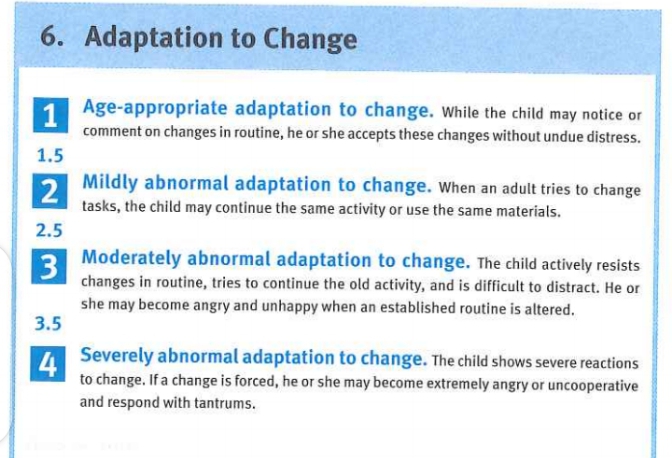 6. Adaptation to Change
1 Age-appropriate adaptation to change. While the child may notice or
comment on changes in routine, he or she accepts these changes without undue distress.
1.5
2 Mildly abnormal adaptation to change. When an adult tries to change
tasks, the child may continue the same activity or use the same materials.
2.5
3 Moderately abnormal adaptation to change. The child actively resists
changes in routine, tries to continue the old activity, and is difficult to distract. He or
she may become angry and unhappy when an established routine is altered.
3.5
4 Severely abnormal adaptation to change. The child shows severe reactions
to change. If a change is forced, he or she may become extremely angry or uncooperative
and respond with tantrums.